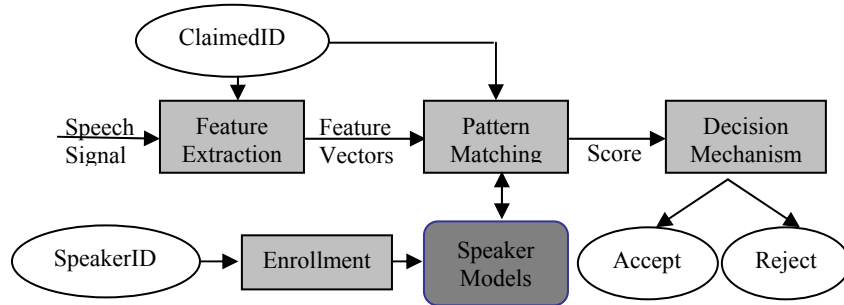 ClaimedID
Speech
Signal
Feature
Extraction
Feature
Vectors
Pattern
Matching
Score
Decision
Mechanism
SpeakerID
Enrollment
Speaker
Models
Accept
Reject